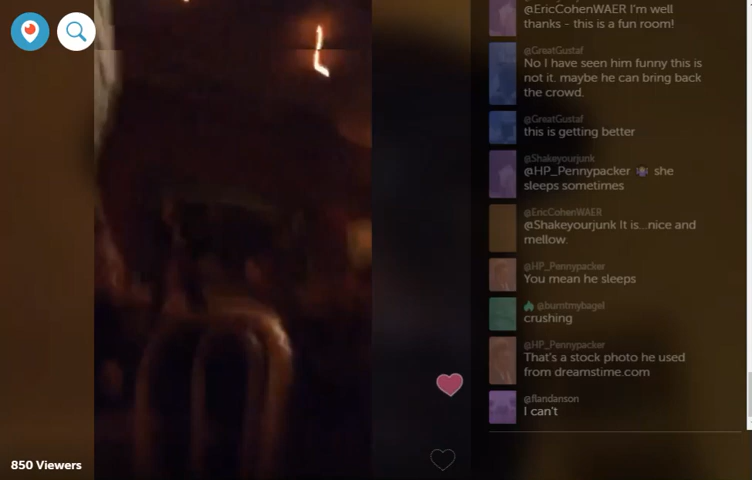 @EricCohenWAER I'm well
thanks - this is a fun room!
@GreatGustaf
No I have seen him funny this is
not it. maybe he can bring back
the crowd.
@GreatGustaf
this is getting better
@Shakeyourjunk
@HP_Pennypacker she
sleeps sometimes
@EricCohenWAER
@Shakeyourjunk It is...nice and
mellow.
@HP_Pennypacker
You mean he sleeps
@burntmybagel
crushing
@HP_Pennypacker
That's a stock photo he used
from dreamstime.com
@flandanson
I can't
850 Viewers